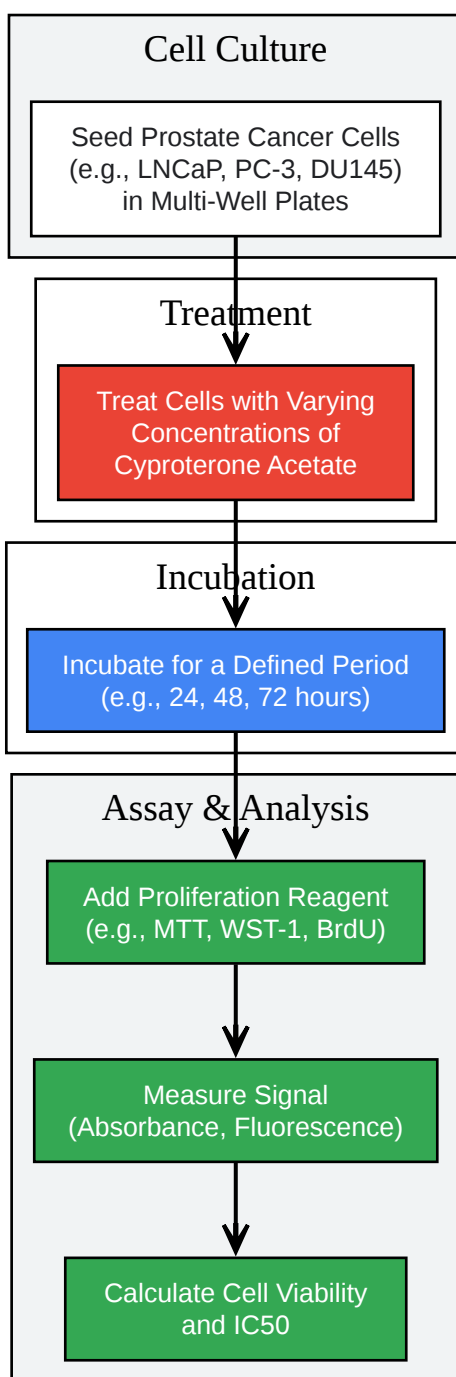 Cell Culture
Seed Prostate Cancer Cells
(e.g., LNCaP, PC-3, DU145)
in Multi-Well Plates
Treatment
Treat Cells with Varying
Concentrations of
Cyproterone Acetate
Incubation
Incubate for a Defined Period
(e.g., 24, 48, 72 hours)
Assay & Analysis
Add Proliferation Reagent
(e.g., MTT, WST-1, BrdU)
Measure Signal
(Absorbance, Fluorescence)
Calculate Cell Viability
and IC50